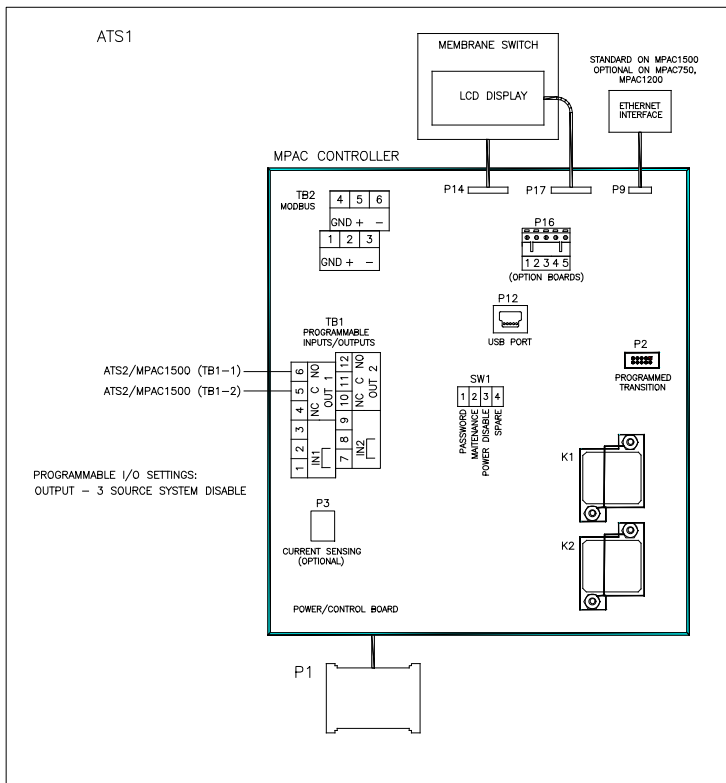 ATS1
MEMBRANE SWITCH
LCD DISPLAY
STANDARD ON MPAC1500
OPTIONAL ON MPAC750,
MPAC1200
ETHERNET
INTERFACE
MPAC CONTROLLER
P14
P17
P9
TB2
MODBUS
4 5 6
GND + −
1 2 3
GND + −
P16
1 2 3 4 5
(OPTION BOARDS)
P12
USB PORT
P2
PROGRAMMED
TRANSITION
TB1
PROGRAMMABLE
INPUTS/OUTPUTS
ATS2/MPAC1500 (TB1−1)
ATS2/MPAC1500 (TB1−2)
1 2 3 4 5 6
IN1 NC C NO
OUT 1
7 8 9 10 11 12
IN2 NC C NO
OUT 2
SW1
1 2 3 4
PASSWORD
MAITENANCE
POWER DISABLE
SPARE
PROGRAMMABLE I/O SETTINGS:
OUTPUT − 3 SOURCE SYSTEM DISABLE
P3
CURRENT SENSING
(OPTIONAL)
K1
K2
POWER/CONTROL BOARD
P1